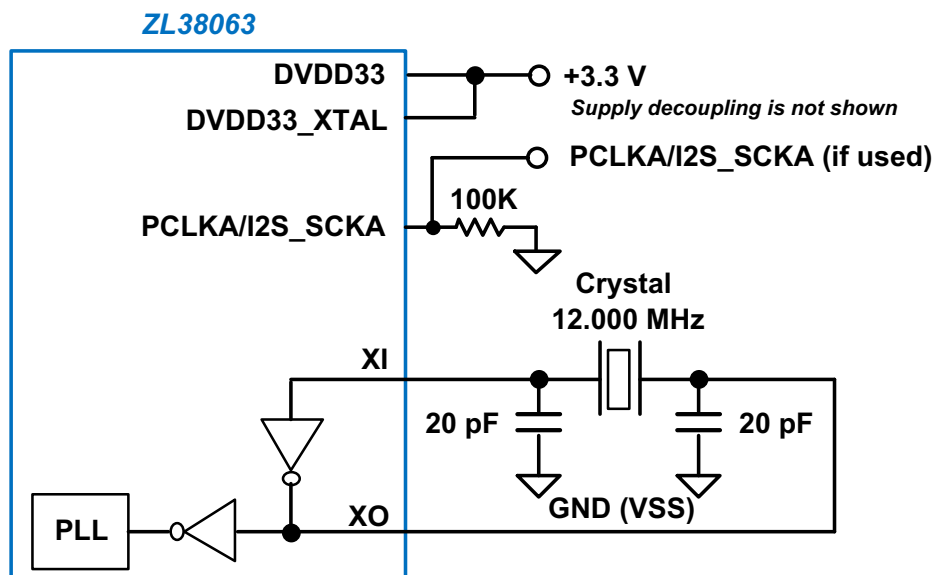 ZL38063
DVDD33
+3.3 V
Supply decoupling is not shown
DVDD33_XTAL
PCLKA/I2S_SCKA (if used)
100K
PCLKA/I2S_SCKA
Crystal
12.000 MHz
XI
20 pF
20 pF
GND (VSS)
XO
PLL